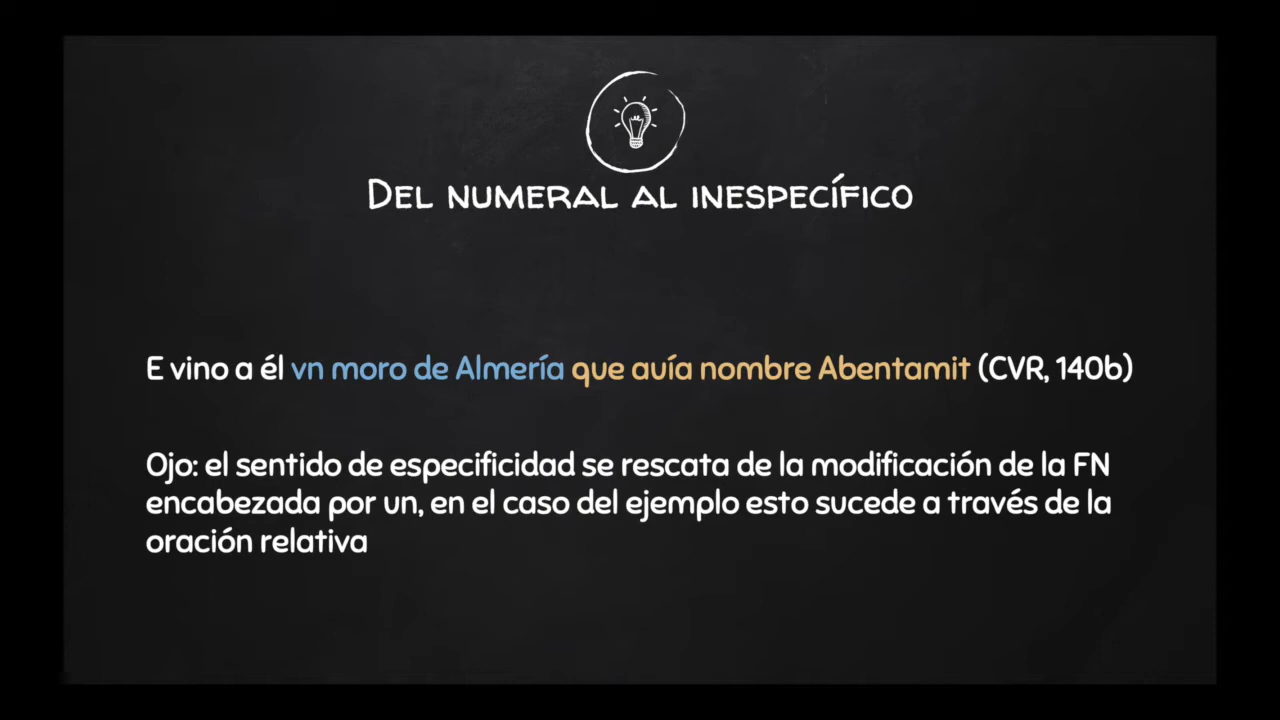 Del numeral al inespecífico
E vino a él vn moro de Almería que auía nombre Abentamit (CVR, 140b)
Ojo: el sentido de especificidad se rescata de la modificación de la FN
encabezada por un, en el caso del ejemplo esto sucede a través de la
oración relativa